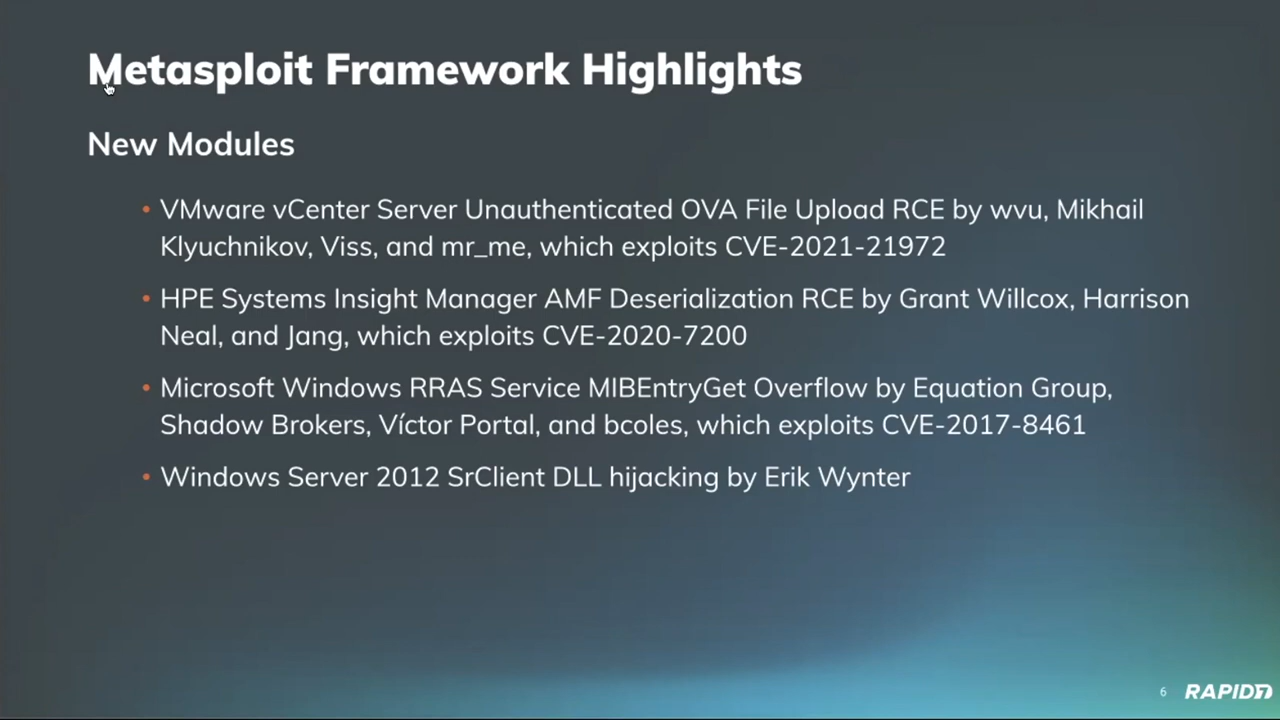 Metasploit Framework Highlights
New Modules
• VMware vCenter Server Unauthenticated OVA File Upload RCE by wvu, Mikhail
Klyuchnikov, Viss, and mr_me, which exploits CVE-2021-21972
• HPE Systems Insight Manager AMF Deserialization RCE by Grant Willcox, Harrison
Neal, and Jang, which exploits CVE-2020-7200
• Microsoft Windows RRAS Service MIBEntryGet Overflow by Equation Group,
Shadow Brokers, Víctor Portal, and bcoles, which exploits CVE-2017-8461
• Windows Server 2012 SrClient DLL hijacking by Erik Wynter
6 RAPID7